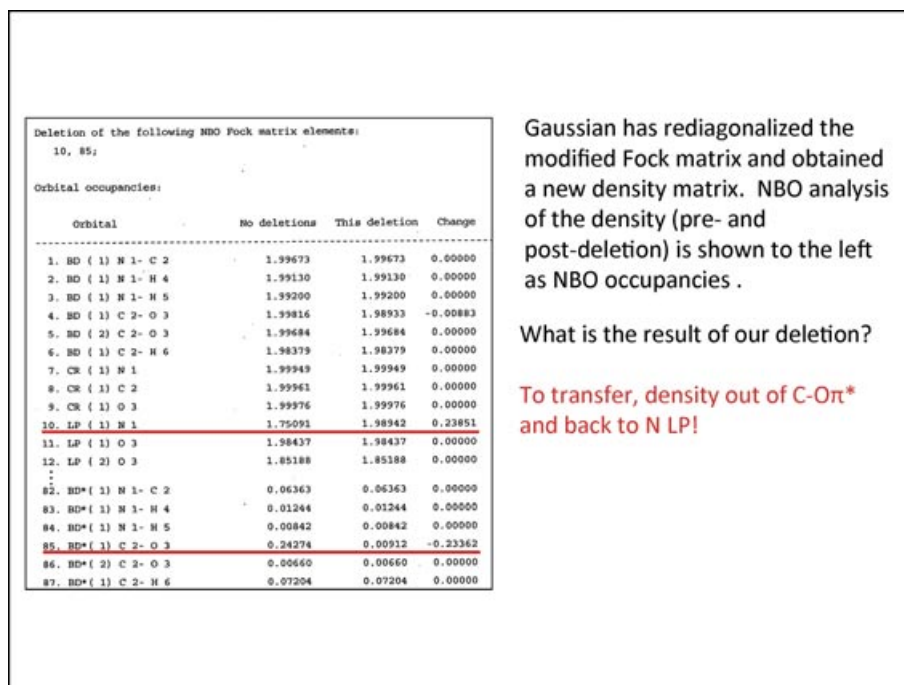 Deletion of the following NBO Fock matrix elements:
10, 85;
Orbital occupancies:
Orbital No deletions This deletion Change
1. BD ( 1) N 1- C 2 1.99673 1.99673 0.00000
2. BD ( 1) N 1- H 4 1.99130 1.99130 0.00000
3. BD ( 1) N 1- H 5 1.99200 1.99200 0.00000
4. BD ( 1) C 2- O 3 1.99816 1.98933 -0.00883
5. BD ( 2) C 2- O 3 1.99684 1.99684 0.00000
6. BD ( 1) C 2- H 6 1.98379 1.98379 0.00000
7. CR ( 1) N 1 1.99949 1.99949 0.00000
8. CR ( 1) C 2 1.99961 1.99961 0.00000
9. CR ( 1) O 3 1.99976 1.99976 0.00000
10. LP ( 1) N 1 1.75091 1.98942 0.23851
11. LP ( 1) O 3 1.98437 1.98437 0.00000
12. LP ( 2) O 3 1.85188 1.85188 0.00000
82. BD*( 1) N 1- C 2 0.06363 0.06363 0.00000
83. BD*( 1) N 1- H 4 0.01244 0.01244 0.00000
84. BD*( 1) N 1- H 5 0.00842 0.00842 0.00000
85. BD*( 1) C 2- O 3 0.24274 0.00912 -0.23362
86. BD*( 2) C 2- O 3 0.00660 0.00660 0.00000
87. BD*( 1) C 2- H 6 0.07204 0.07204 0.00000
Gaussian has rediagonalized the
modified Fock matrix and obtained
a new density matrix. NBO analysis
of the density (pre- and
post-deletion) is shown to the left
as NBO occupancies .
What is the result of our deletion?
To transfer, density out of C-Oπ*
and back to N LP!